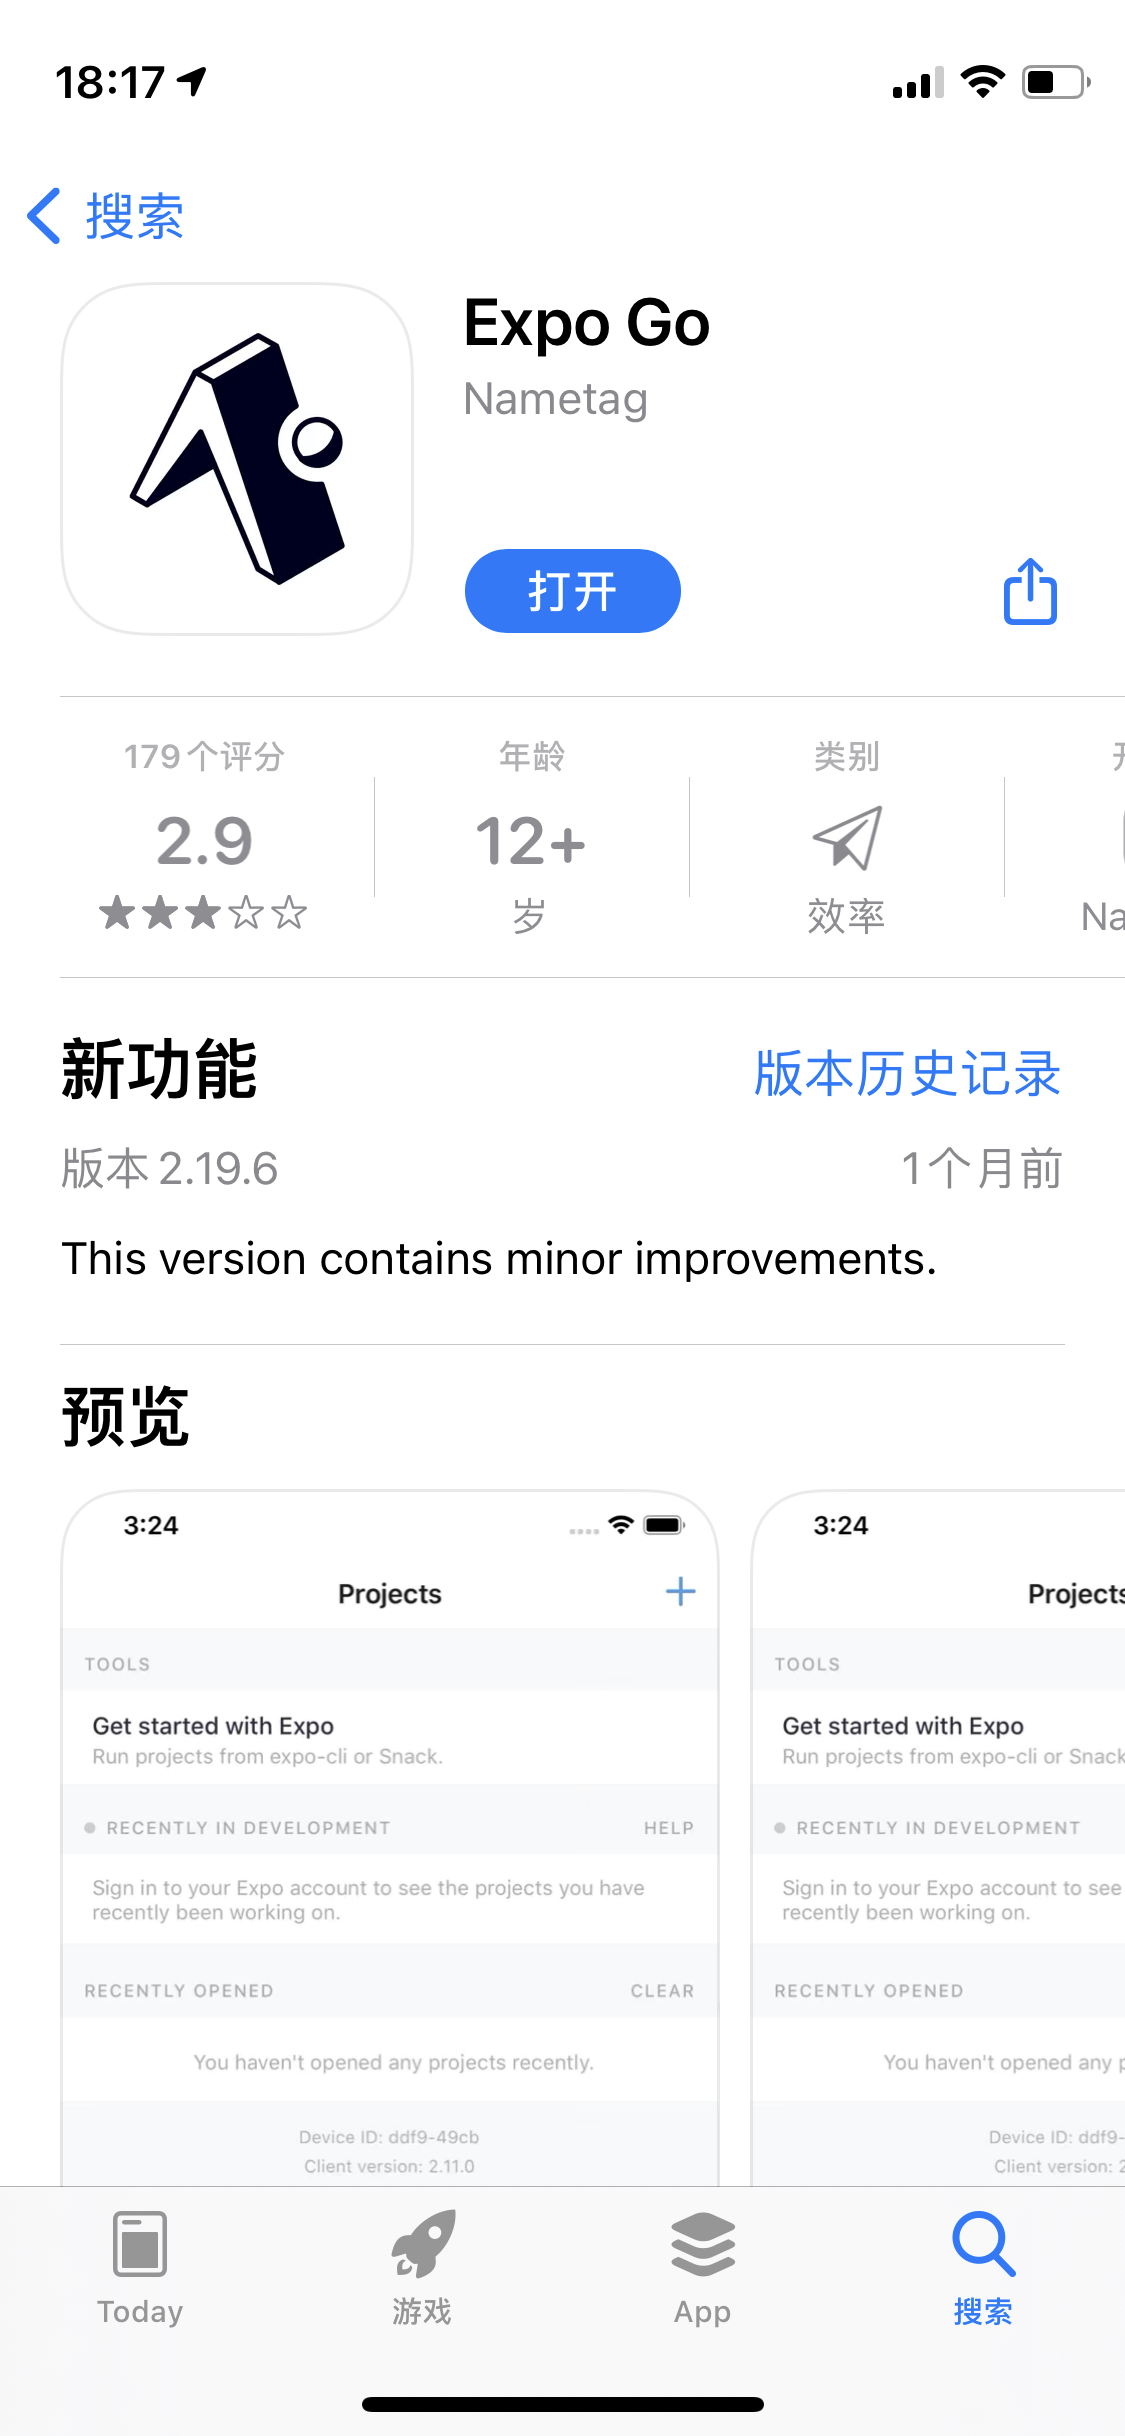 18:17
搜索
Expo Go
Nametag
打开
179个评分
年龄
类别
2.9
12+
岁
效率
Na
新功能
版本历史记录
版本 2.19.6
1个月前
This version contains minor improvements.
预览
3:24
Projects
TOOLS
Get started with Expo
Run projects from expo-cli or Snack.
RECENTLY IN DEVELOPMENT
HELP
Sign in to your Expo account to see the projects you have
recently been working on.
RECENTLY OPENED
CLEAR
You haven't opened any projects recently.
Device ID: ddf9-49cb
Client version: 2.11.0
3:24
Projects
TOOLS
Get started with Expo
Run projects from expo-cli or Snack
RECENTLY IN DEVELOPMENT
Sign in to your Expo account to see
recently been working on.
RECENTLY OPENED
You haven't opened any
Device ID: ddf9-
Client version:
Today
游戏
App
搜索